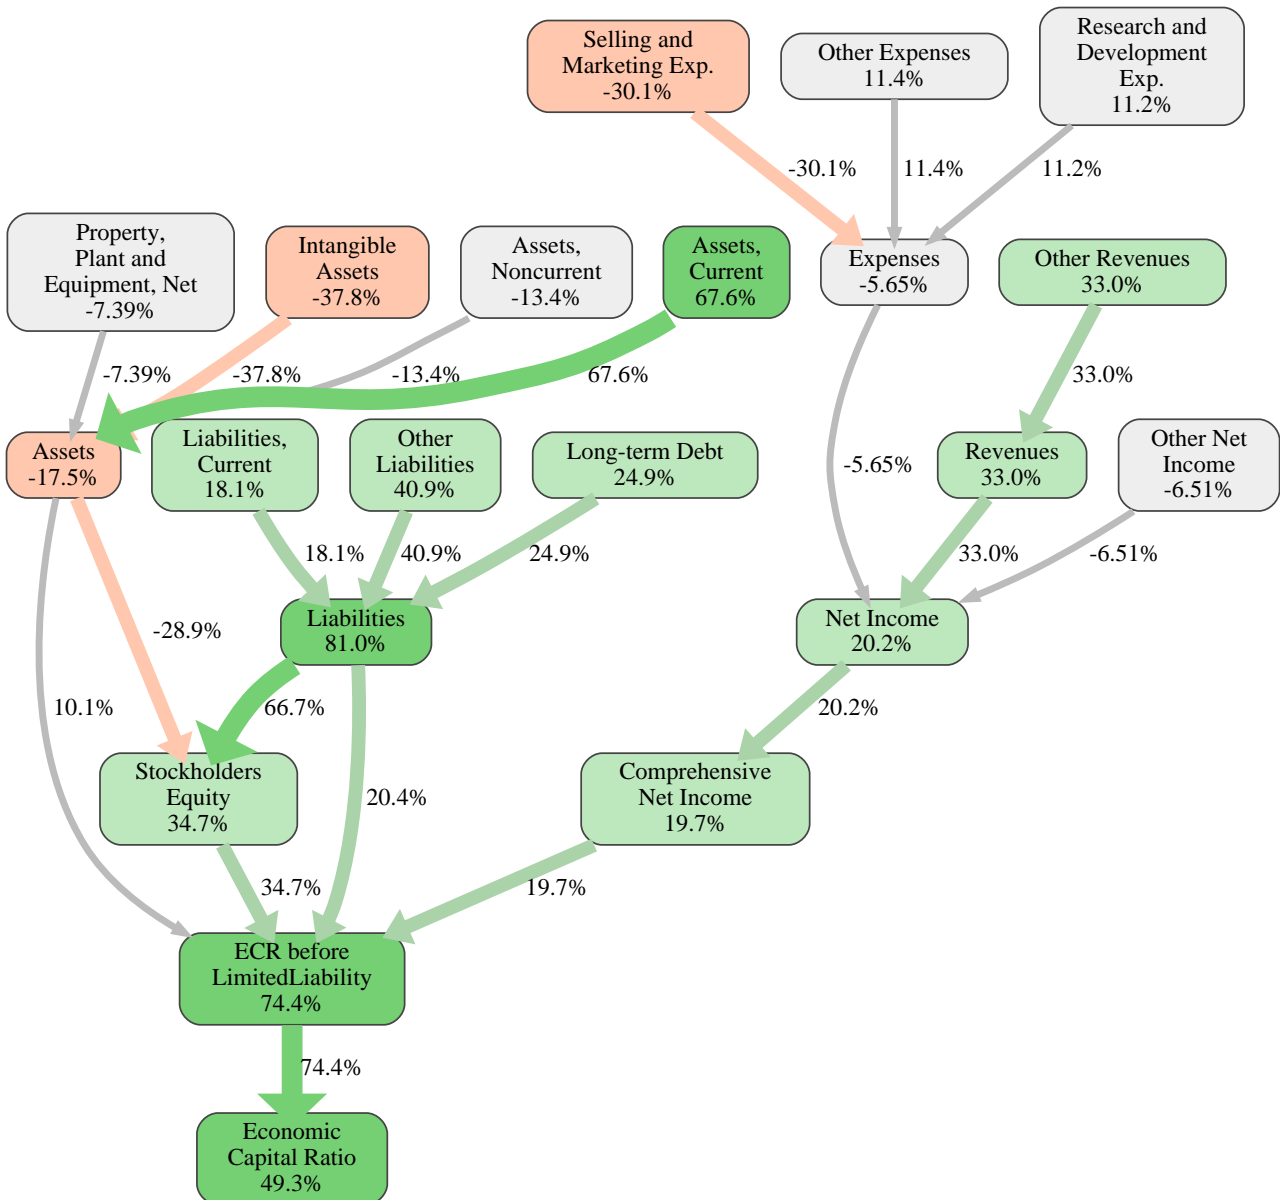 Selling and
Marketing Exp.
-30.1%
Other Expenses
11.4%
Research and
Development
Exp.
11.2%
-30.1%
11.4%
11.2%
Property,
Plant and
Equipment, Net
-7.39%
Intangible
Assets
-37.8%
Assets,
Noncurrent
-13.4%
Assets,
Current
67.6%
Expenses
-5.65%
Other Revenues
33.0%
-7.39%
-37.8%
-13.4%
67.6%
33.0%
Assets
-17.5%
Liabilities,
Current
18.1%
Other
Liabilities
40.9%
Long-term Debt
24.9%
-5.65%
Revenues
33.0%
Other Net
Income
-6.51%
18.1%
40.9%
24.9%
33.0%
-6.51%
-28.9%
Liabilities
81.0%
Net Income
20.2%
10.1%
66.7%
20.2%
Stockholders
Equity
34.7%
20.4%
Comprehensive
Net Income
19.7%
34.7%
19.7%
ECR before
LimitedLiability
74.4%
74.4%
Economic
Capital Ratio
49.3%